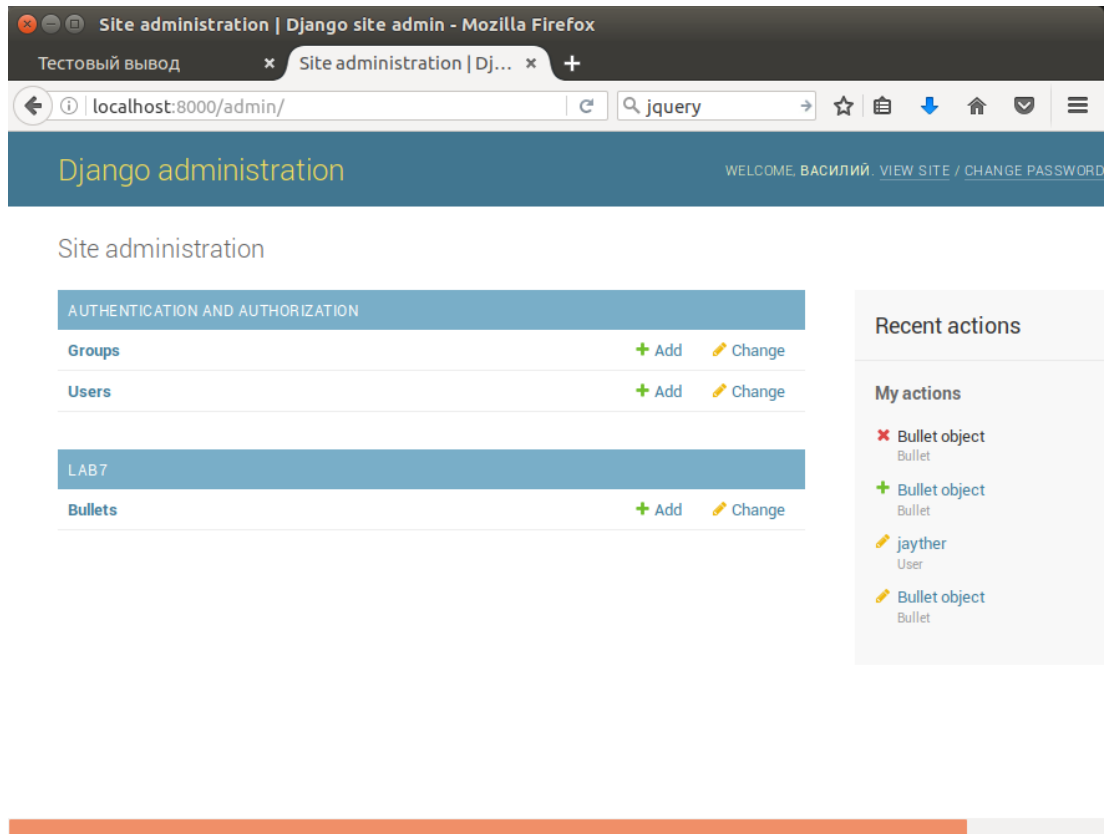 Site administration | Django site admin - Mozilla Firefox
Тестовый вывод
Site administration | Dj...
localhost:8000/admin/
jquery
Django administration
WELCOME, ВАСИЛИЙ. VIEW SITE / CHANGE PASSWORD
Site administration
AUTHENTICATION AND AUTHORIZATION
Groups Add Change
Users Add Change
LAB7
Bullets Add Change
Recent actions
My actions
Bullet object
Bullet
Bullet object
Bullet
jayther
User
Bullet object
Bullet